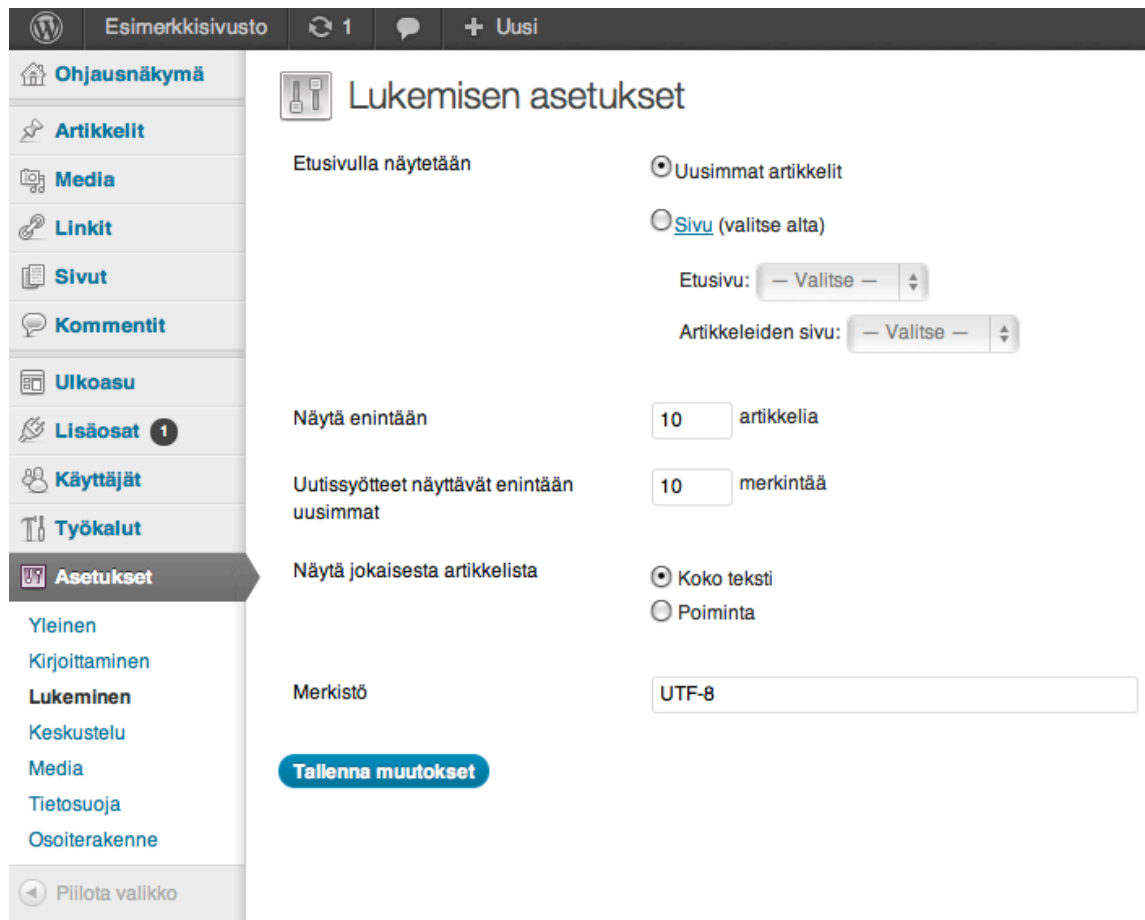 Esimerkkisivusto 1 + Uusi
Ohjausnäkymä
Artikkelit
Media
Linkit
Sivut
Kommentit
Ulkoasu
Lisäosat 1
Käyttäjät
Työkalut
Asetukset
Yleinen
Kirjoittaminen
Lukeminen
Keskustelu
Media
Tietosuoja
Osoiterakenne
Piilota valikko
Lukemisen asetukset
Etusivulla näytetään
Uusimmat artikkelit
Sivu (valitse alta)
Etusivu: — Valitse —
Artikkeleiden sivu: — Valitse —
Näytä enintään 10 artikkelia
Uutissyötteet näyttävät enintään
uusimmat
10 merkintää
Näytä jokaisesta artikkelista
Koko teksti
Poiminta
Merkistö UTF-8
Tallenna muutokset